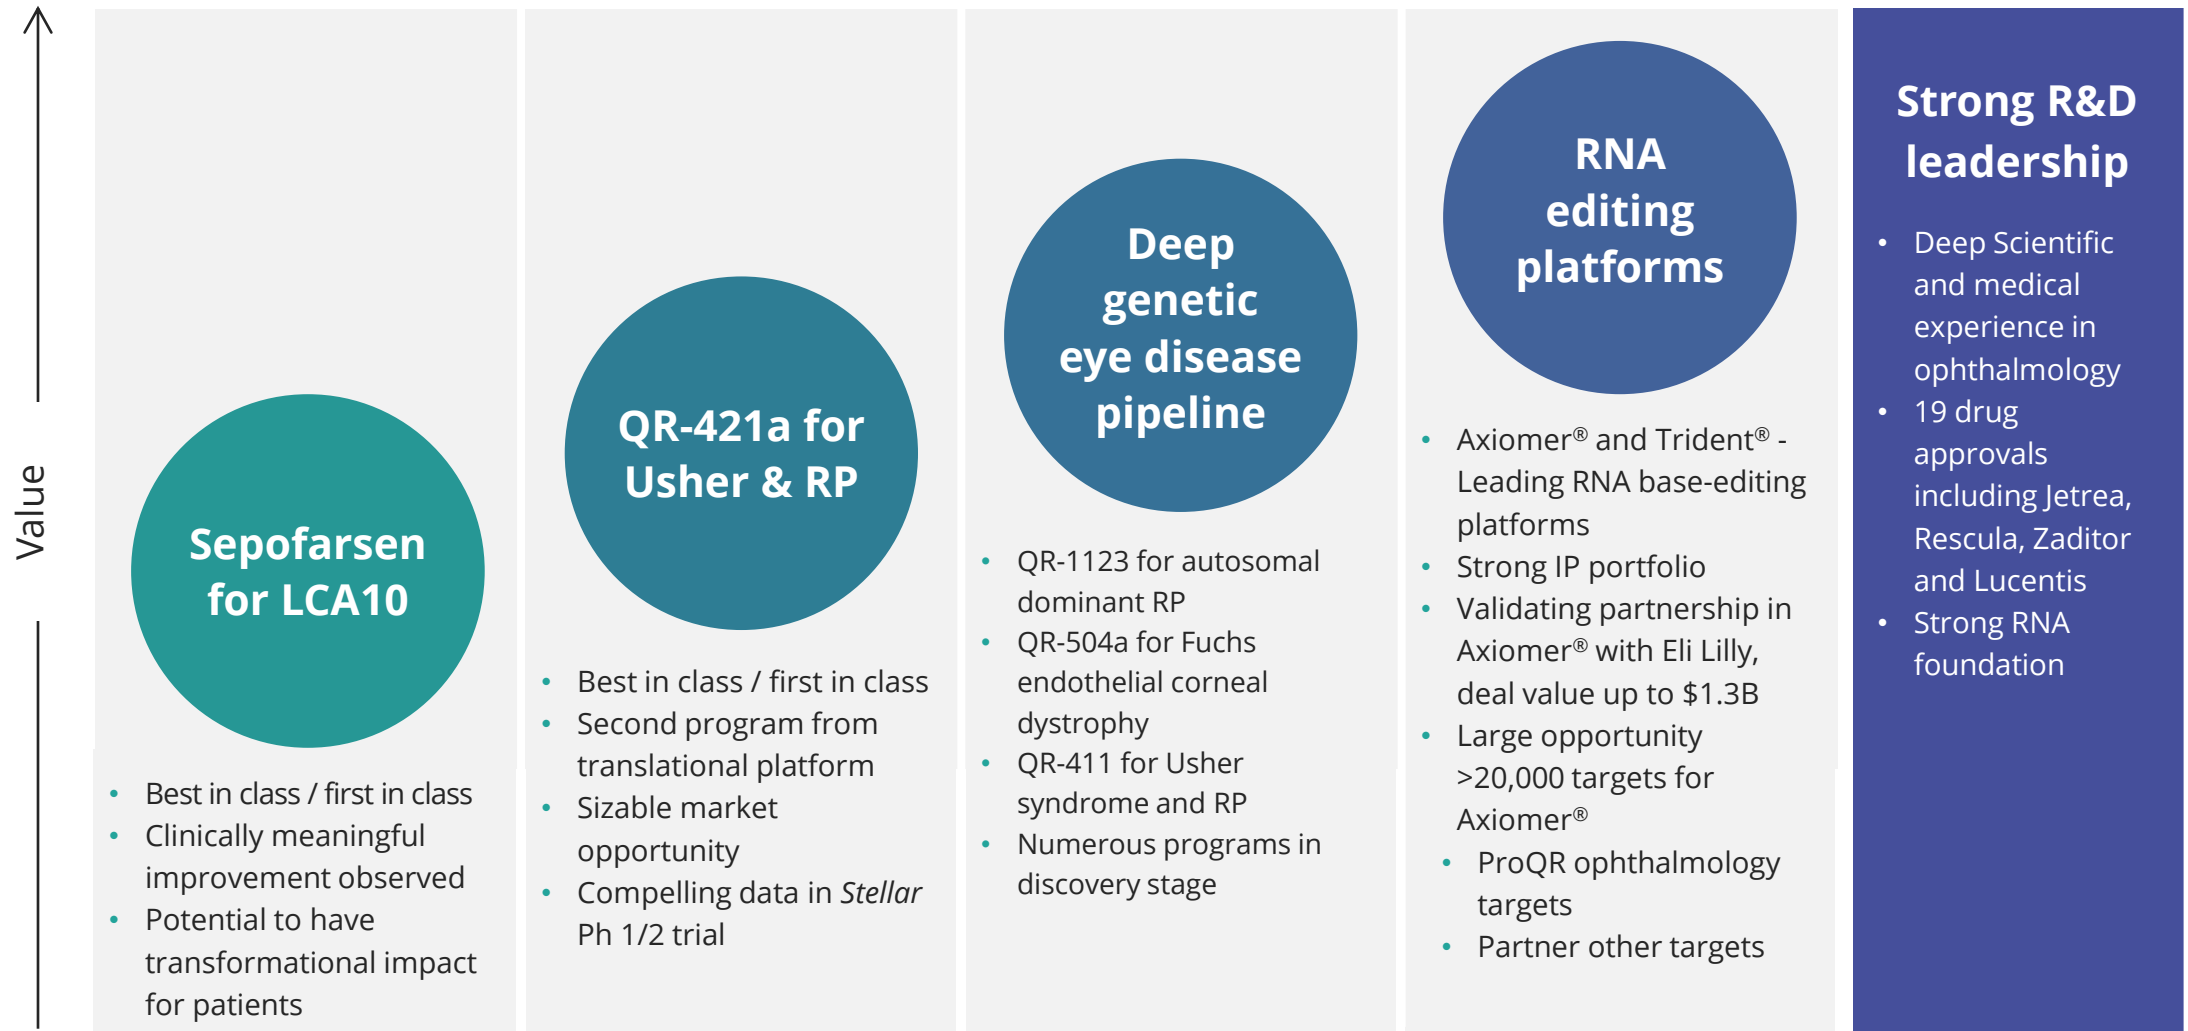 Value
Sepofarsen
for LCA10
• Best in class / first in class
• Clinically meaningful
improvement observed
• Potential to have
transformational impact
for patients
QR-421a for
Usher & RP
• Best in class / first in class
• Second program from
translational platform
• Sizable market
opportunity
• Compelling data in Stellar
Ph 1/2 trial
Deep
genetic
eye disease
pipeline
• QR-1123 for autosomal
dominant RP
• QR-504a for Fuchs
endothelial corneal
dystrophy
• QR-411 for Usher
syndrome and RP
• Numerous programs in
discovery stage
RNA
editing
platforms
• Axiomer® and Trident® -
Leading RNA base-editing
platforms
• Strong IP portfolio
• Validating partnership in
Axiomer® with Eli Lilly,
deal value up to $1.3B
• Large opportunity
>20,000 targets for
Axiomer®
• ProQR ophthalmology
targets
• Partner other targets
Strong R&D
leadership
• Deep Scientific
and medical
experience in
ophthalmology
• 19 drug
approvals
including Jetrea,
Rescula, Zaditor
and Lucentis
• Strong RNA
foundation